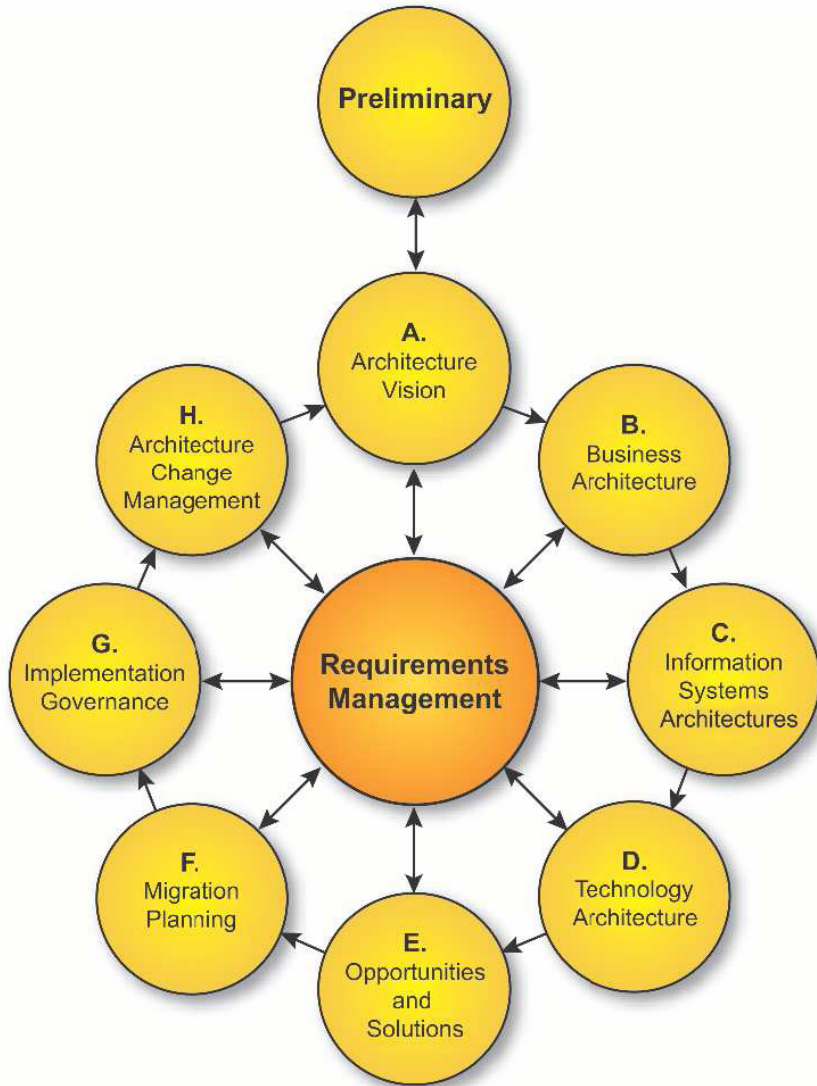 Preliminary
A.
Architecture
Vision
B.
Business
Architecture
C.
Information
Systems
Architectures
D.
Technology
Architecture
E.
Opportunities
and
Solutions
F.
Migration
Planning
G.
Implementation
Governance
H.
Architecture
Change
Management
Requirements
Management